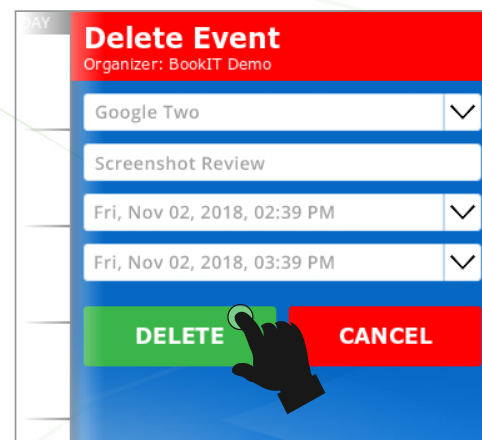 DAY
Delete Event
Organizer: BookIT Demo
Google Two
Screenshot Review
Fri, Nov 02, 2018, 02:39 PM
Fri, Nov 02, 2018, 03:39 PM
DELETE CANCEL